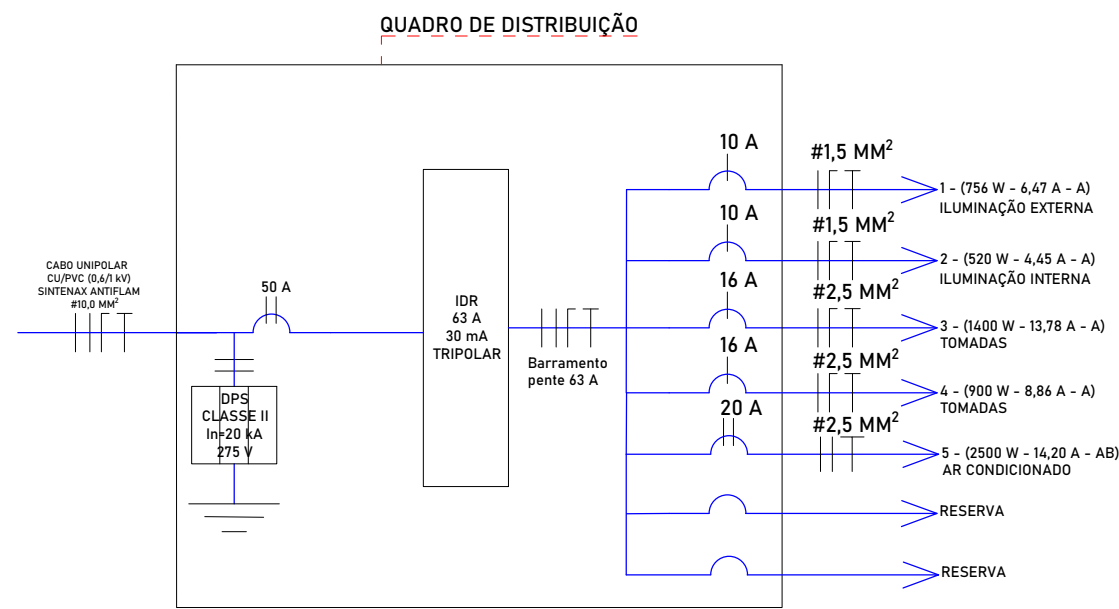 QUADRO DE DISTRIBUIÇÃO
CABO UNIPOLAR
CU/PVC (0,6/1 kV)
SINTENAX ANTIFLAM
#10,0 MM²
50 A
DPS
CLASSE II
In=20 kA
275 V
IDR
63 A
30 mA
TRIPOLAR
Barramento
pente 63 A
10 A
#1,5 MM²
1 - (756 W - 6,47 A - A)
ILUMINAÇÃO EXTERNA
10 A
#1,5 MM²
2 - (520 W - 4,45 A - A)
ILUMINAÇÃO INTERNA
16 A
#2,5 MM²
3 - (1400 W - 13,78 A - A)
TOMADAS
16 A
#2,5 MM²
4 - (900 W - 8,86 A - A)
TOMADAS
20 A
#2,5 MM²
5 - (2500 W - 14,20 A - AB)
AR CONDICIONADO
RESERVA
RESERVA